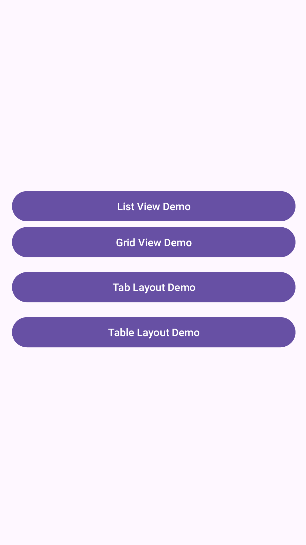 List View Demo
Grid View Demo
Tab Layout Demo
Table Layout Demo